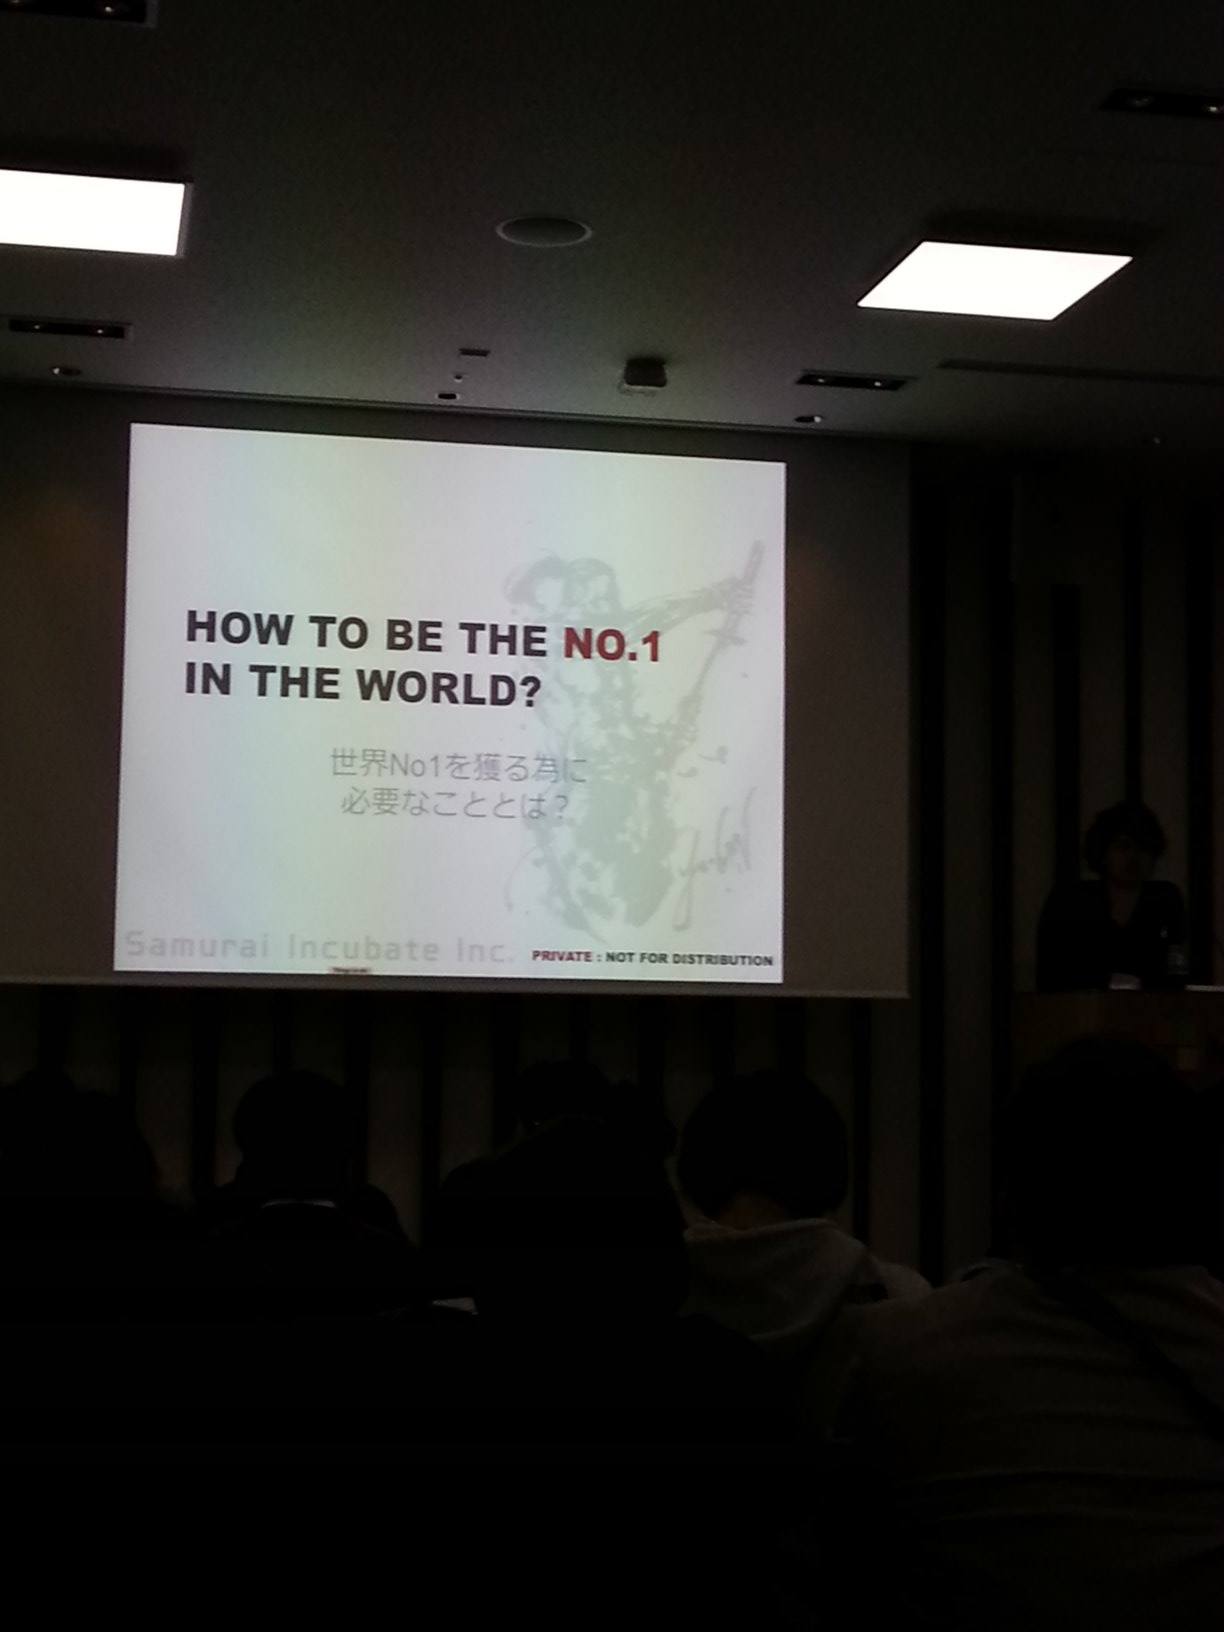 HOW TO BE THE NO.1
IN THE WORLD?
世界No1を獲る為に
必要なこととは？
Samurai Incubate Inc.
PRIVATE : NOT FOR DISTRIBUTION